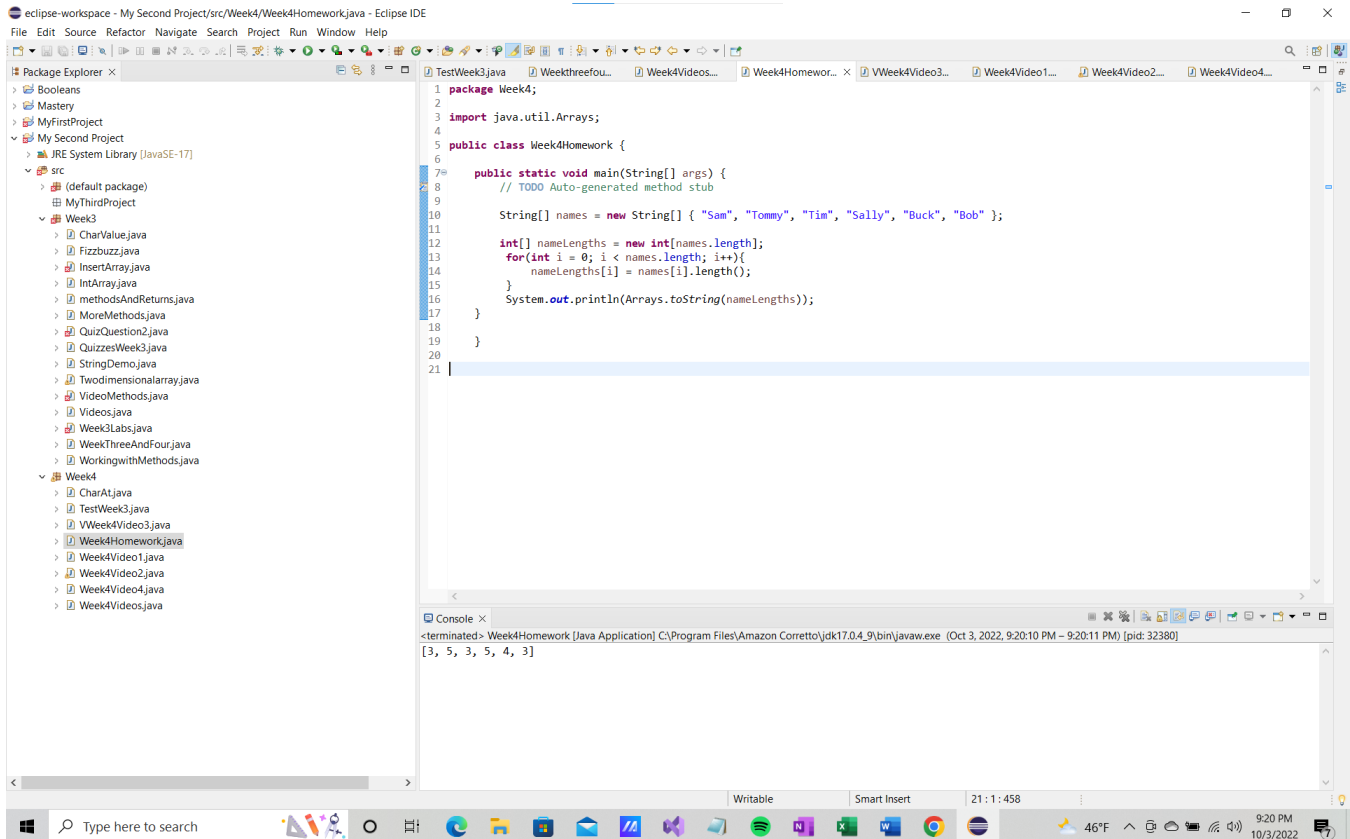 eclipse-workspace - My Second Project/src/Week4/Week4Homework.java - Eclipse IDE
File Edit Source Refactor Navigate Search Project Run Window Help
Package Explorer
Booleans
Mastery
MyFirstProject
My Second Project
JRE System Library [JavaSE-17]
src
(default package)
MyThirdProject
Week3
CharValue.java
Fizzbuzz.java
InsertArray.java
IntArray.java
methodsAndReturns.java
MoreMethods.java
QuizQuestion2.java
QuizzesWeek3.java
StringDemo.java
Twodimensionalarray.java
VideoMethods.java
Videos.java
Week3Labs.java
WeekThreeAndFour.java
WorkingwithMethods.java
Week4
CharAt.java
TestWeek3.java
VWeek4Video3.java
Week4Homework.java
Week4Video1.java
Week4Video2.java
Week4Video4.java
Week4Videos.java
TestWeek3.java Weekthreefou... Week4Videos.... Week4Homewor... VWeek4Video3... Week4Video1.... Week4Video2.... Week4Video4....
1 package Week4;
2
3 import java.util.Arrays;
4
5 public class Week4Homework {
6
7 public static void main(String[] args) {
8 // TODO Auto-generated method stub
9
10 String[] names = new String[] { "Sam", "Tommy", "Tim", "Sally", "Buck", "Bob" };
11
12 int[] nameLengths = new int[names.length];
13 for(int i = 0; i < names.length; i++){
14 nameLengths[i] = names[i].length();
15 }
16 System.out.println(Arrays.toString(nameLengths));
17 }
18
19 }
20
21
Console
<terminated> Week4Homework [Java Application] C:\Program Files\Amazon Corretto\jdk17.0.4_9\bin\javaw.exe (Oct 3, 2022, 9:20:10 PM – 9:20:11 PM) [pid: 32380]
[3, 5, 3, 5, 4, 3]
Writable Smart Insert 21 : 1 : 458
Type here to search
46°F
9:20 PM
10/3/2022
7